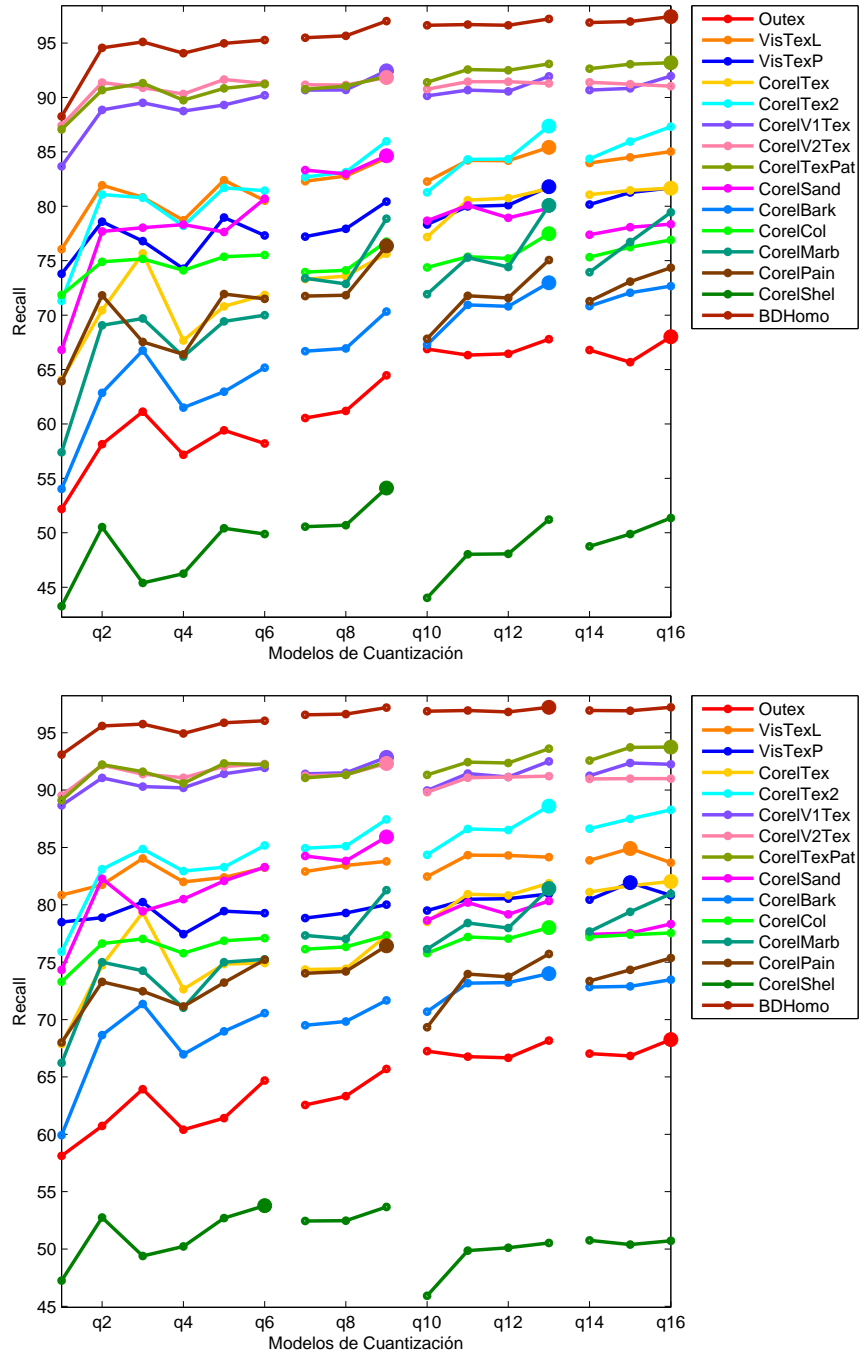 95
90
85
80
75
70
65
60
55
50
45
Recall
q2 q4 q6 q8 q10 q12 q14 q16
Modelos de Cuantización
Outex
VisTexL
VisTexP
CorelTex
CorelTex2
CorelV1Tex
CorelV2Tex
CorelTexPat
CorelSand
CorelBark
CorelCol
CorelMarb
CorelPain
CorelShel
BDHomo
95
90
85
80
75
70
65
60
55
50
45
Recall
q2 q4 q6 q8 q10 q12 q14 q16
Modelos de Cuantización
Outex
VisTexL
VisTexP
CorelTex
CorelTex2
CorelV1Tex
CorelV2Tex
CorelTexPat
CorelSand
CorelBark
CorelCol
CorelMarb
CorelPain
CorelShel
BDHomo